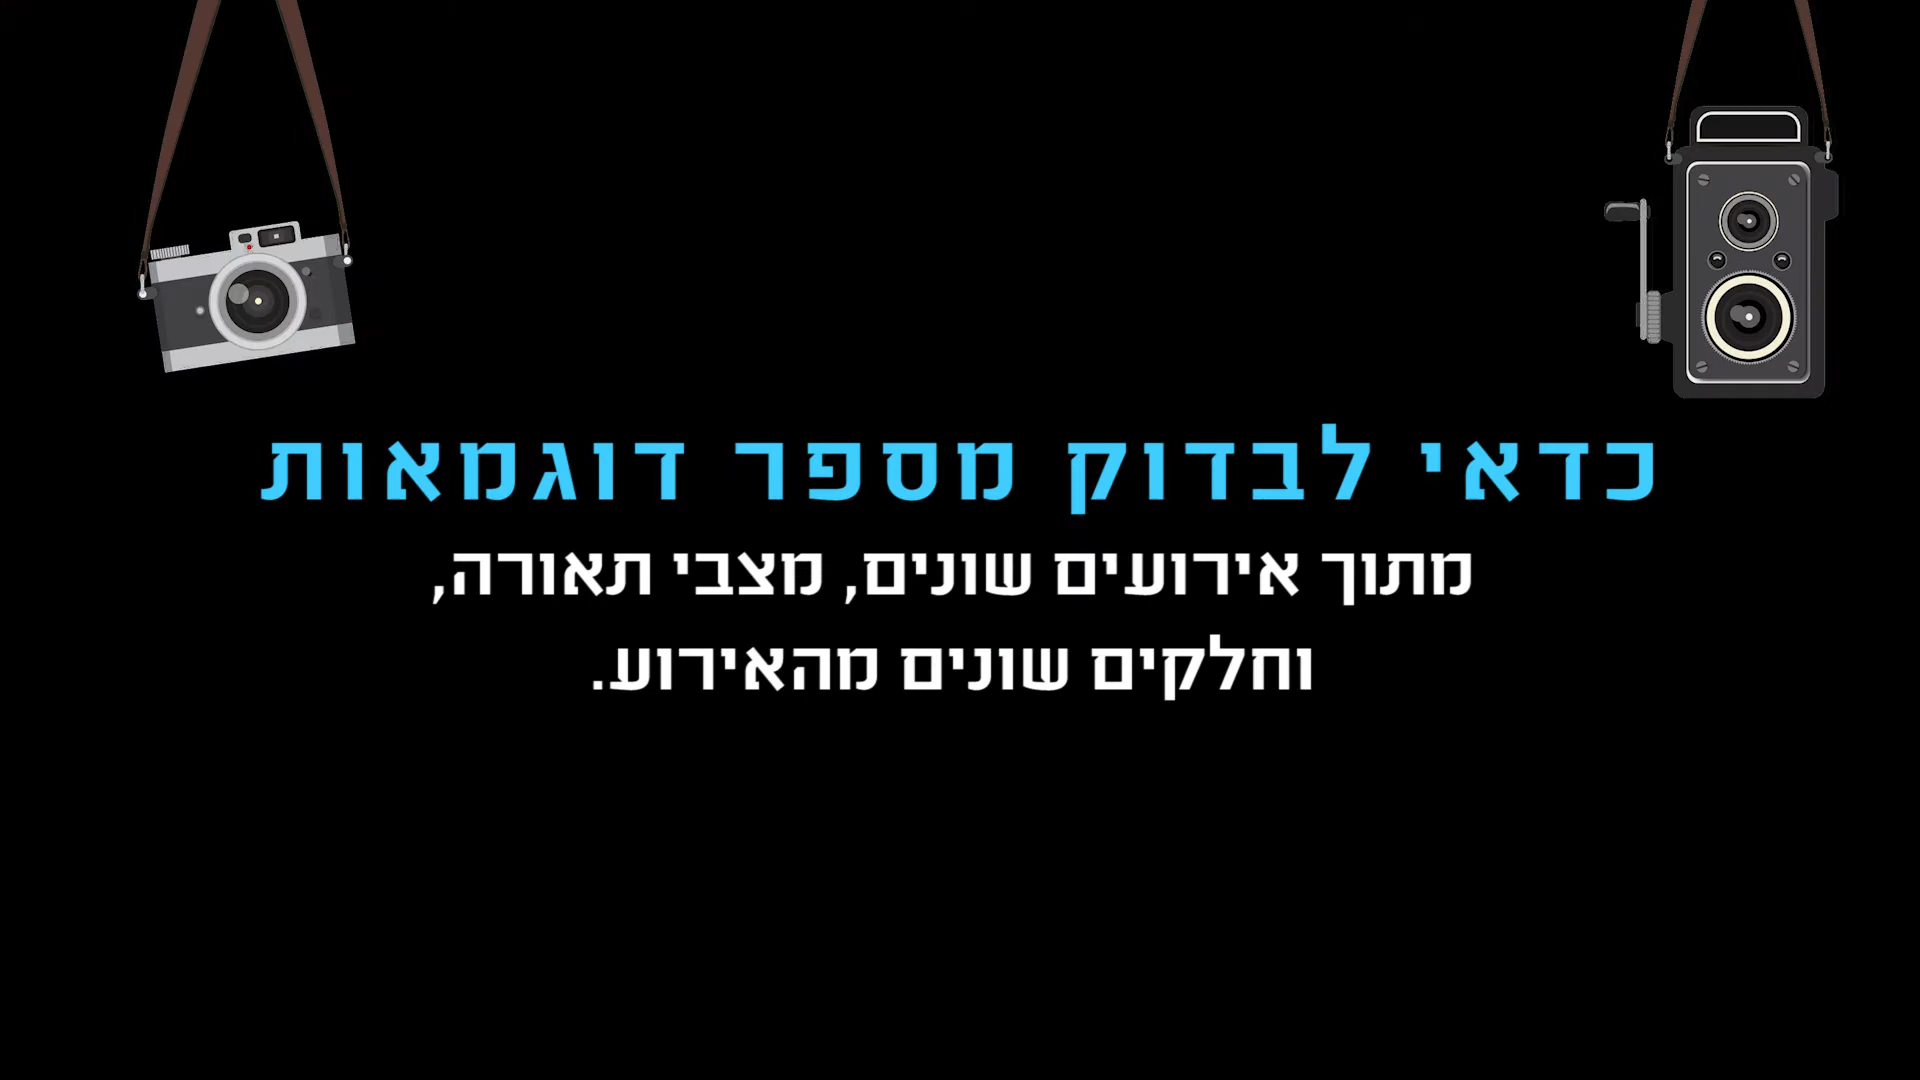 כדאי לבדוק מספר דוגמאות
מתוך אירועים שונים, מצבי תאורה,
וחלקים שונים מהאירוע.